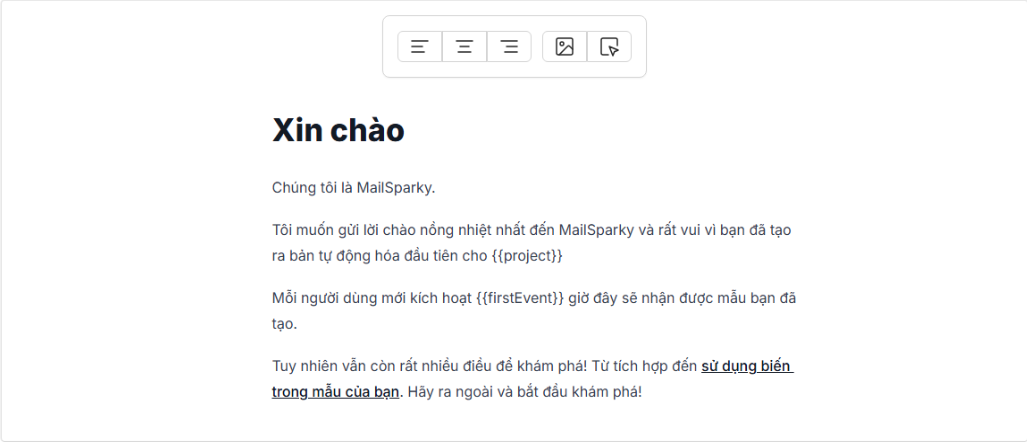 Xin chào
Chúng tôi là MailSparky.
Tôi muốn gửi lời chào nồng nhiệt nhất đến MailSparky và rất vui vì bạn đã tạo
ra bản tự động hóa đầu tiên cho {{project}}
Mỗi người dùng mới kích hoạt {{firstEvent}} giờ đây sẽ nhận được mẫu bạn đã
tạo.
Tuy nhiên vẫn còn rất nhiều điều để khám phá! Từ tích hợp đến sử dụng biến
trong mẫu của bạn. Hãy ra ngoài và bắt đầu khám phá!